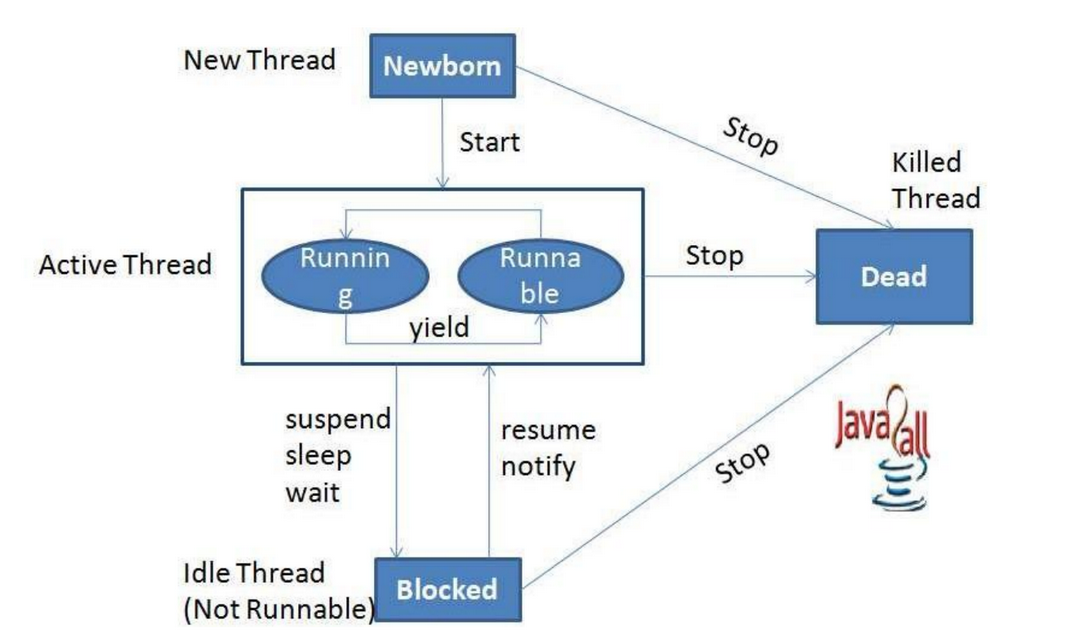 New Thread
Newborn
Start
Stop
Killed
Thread
Active Thread
Runnin
g
Runna
ble
yield
Stop
Dead
suspend
sleep
wait
resume
notify
Stop
Java2all
Idle Thread
(Not Runnable)
Blocked